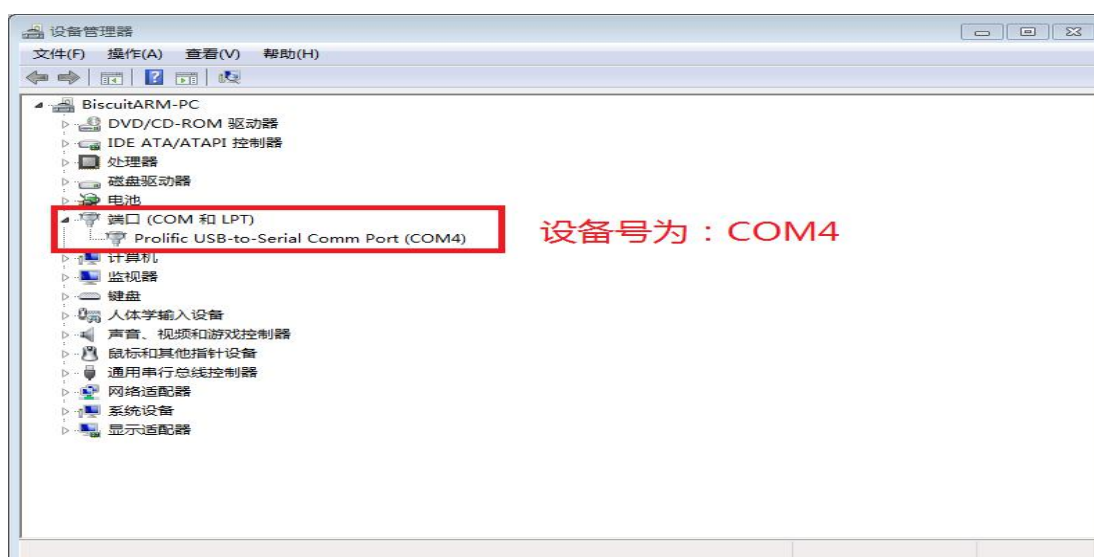 设备管理器
文件(F) 操作(A) 查看(V) 帮助(H)
BiscuitARM-PC
DVD/CD-ROM 驱动器
IDE ATA/ATAPI 控制器
处理器
磁盘驱动器
电池
端口 (COM 和 LPT)
Prolific USB-to-Serial Comm Port (COM4)
设备号为：COM4
计算机
监视器
键盘
人体学输入设备
声音、视频和游戏控制器
鼠标和其他指针设备
通用串行总线控制器
网络适配器
系统设备
显示适配器